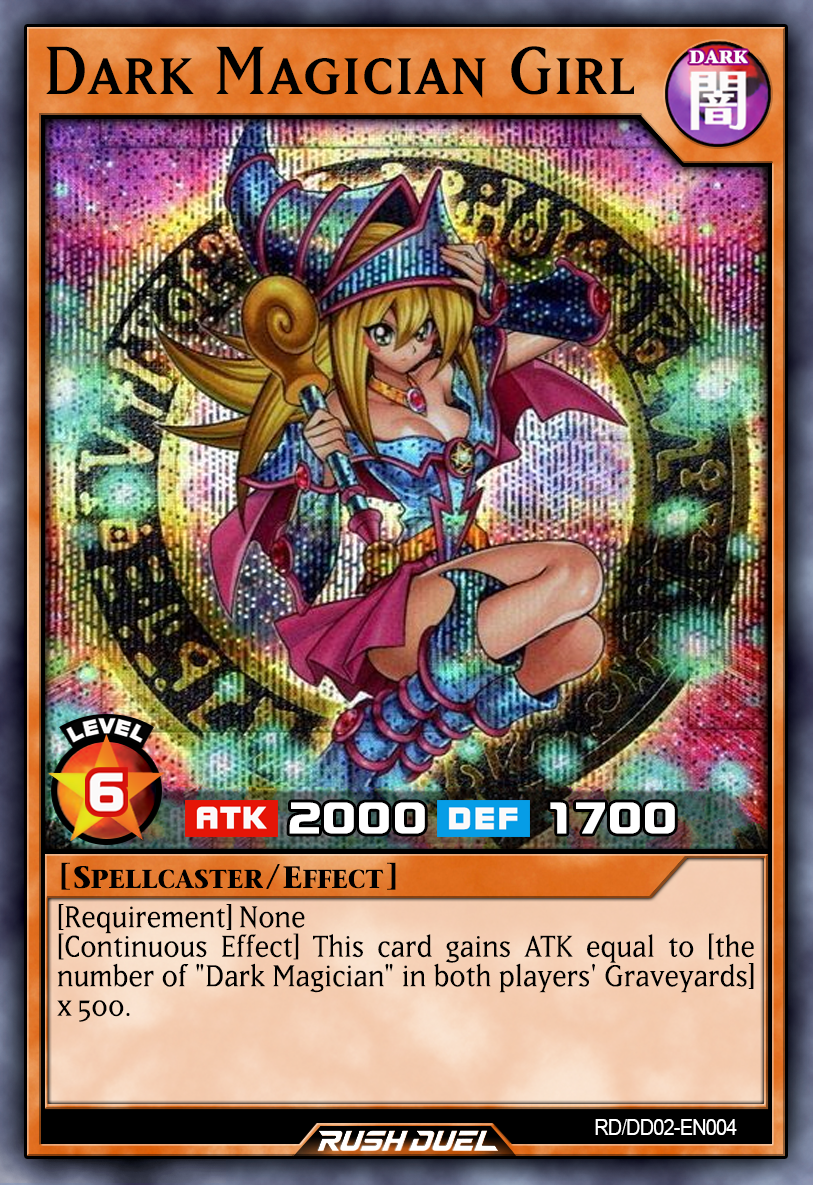 Dark Magician Girl
DARK
闇
LEVEL
6
ATK 2000 DEF 1700
[Spellcaster/Effect]
[Requirement] None
[Continuous Effect] This card gains ATK equal to [the
number of "Dark Magician" in both players' Graveyards]
x 500.
RD/DD02-EN004
RUSH DUEL